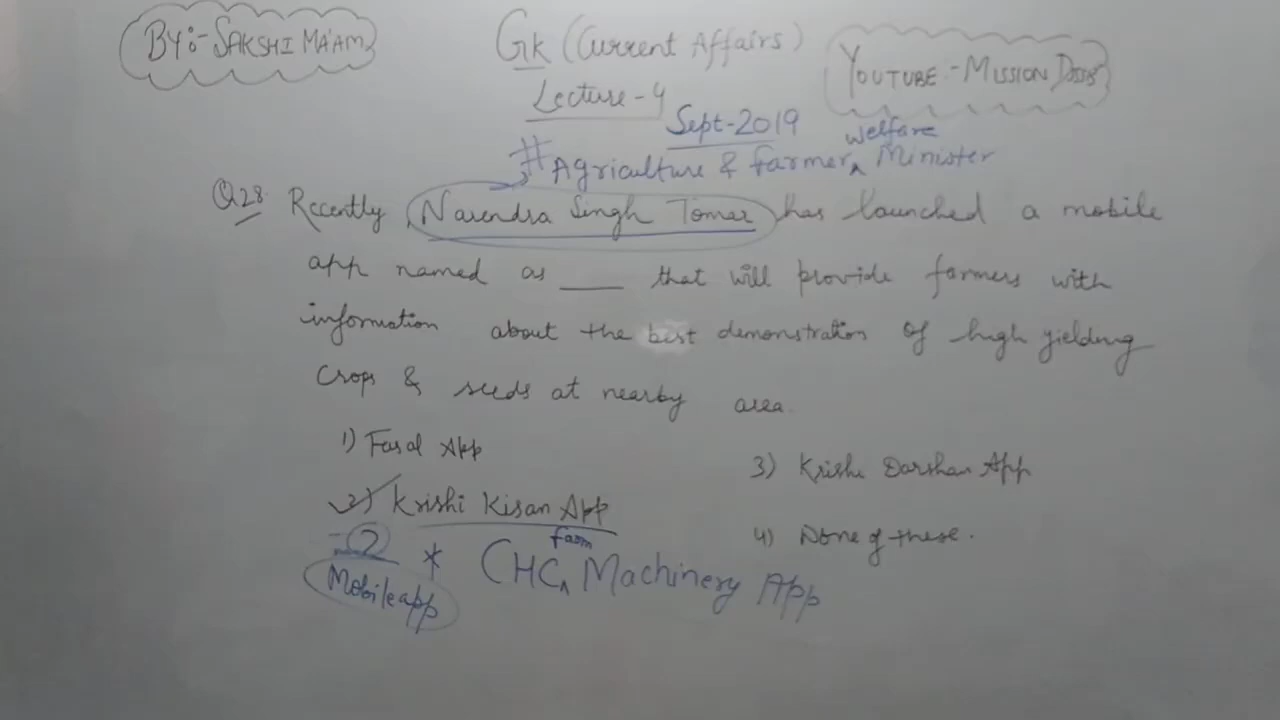 BY:- SAKSHI MA'AM
GK (Current Affairs)
YOUTUBE:- MISSION
Lecture-4
Sept-2019
# Agriculture & farmer welfare Minister
Q28 Recently Narendra Singh Tomar has launched a mobile
app named as ____ that will provide farmers with
information about the best demonstration of high yielding
Crops & seeds at nearby area.
1) Fasal App
2) Krishi Kisan App
3) Krishi Darshan App
4) None of these.
-2
Mobile app
* CHC farm Machinery App